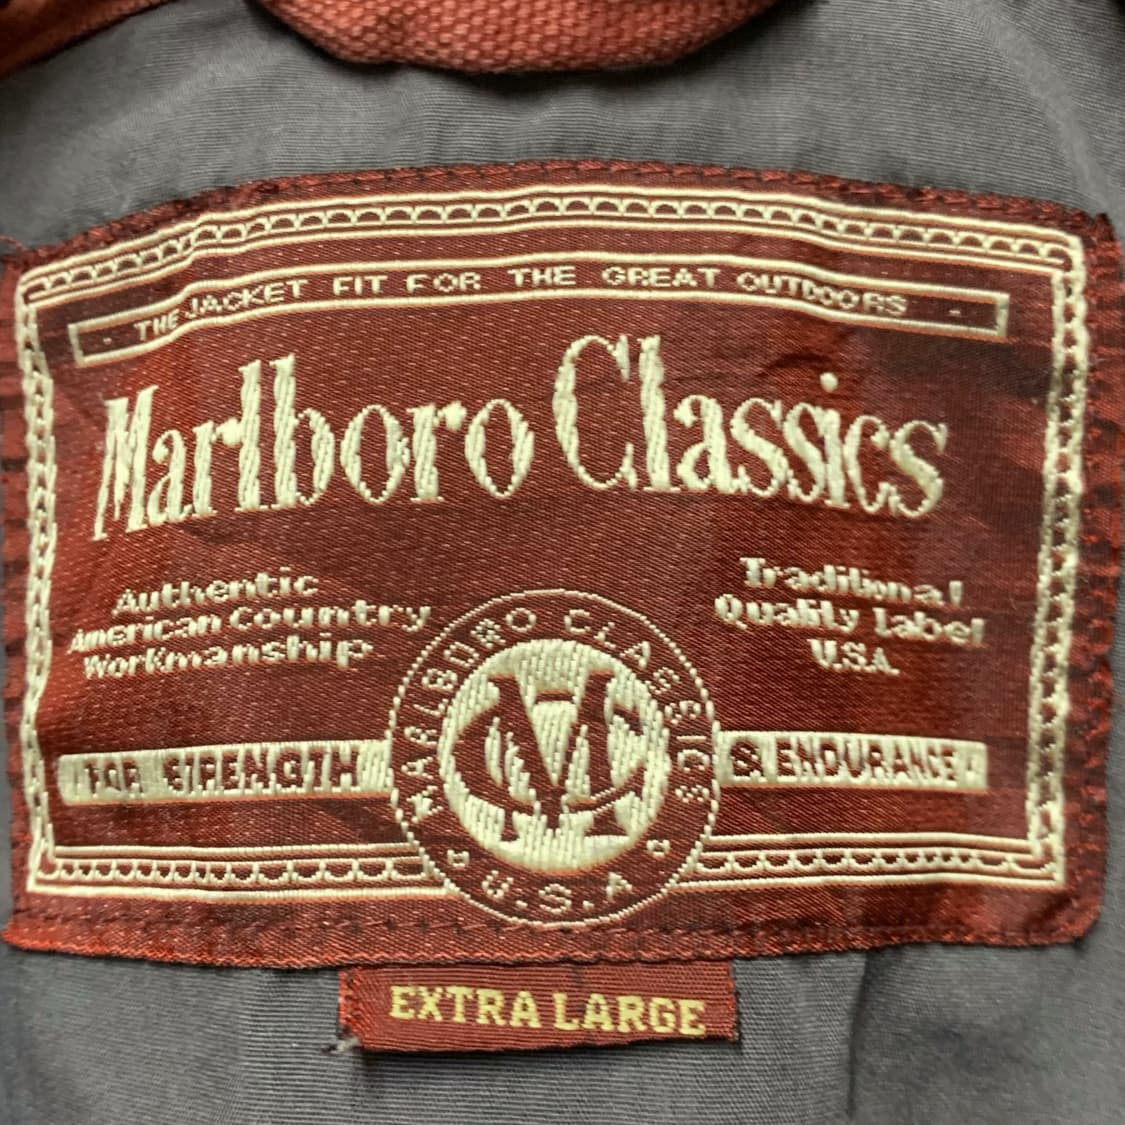 - THE JACKET FIT FOR THE GREAT OUTDOORS -
Marlboro Classics
Authentic
American Country
Workmanship
Traditional
Quality Label
U.S.A.
MARLBORO CLASSICS
MC
FOR STRENGTH
& ENDURANCE
U.S.A
EXTRA LARGE